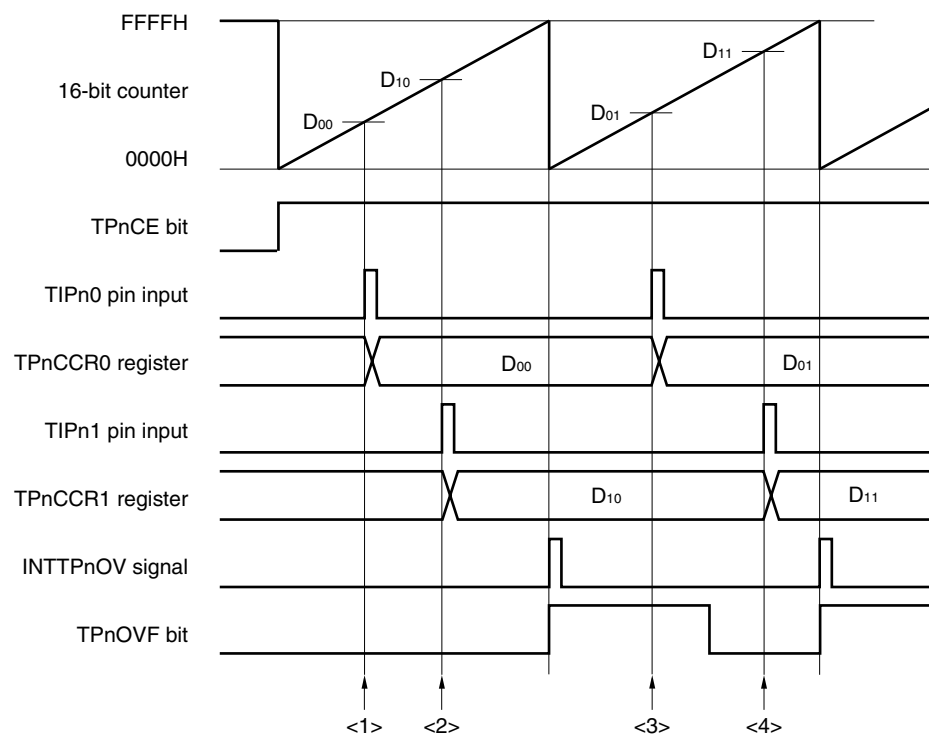 FFFFH
D11
D10
16-bit counter
D00
D01
0000H
TPnCE bit
TIPn0 pin input
TPnCCR0 register
D00
D01
TIPn1 pin input
TPnCCR1 register
D10
D11
INTTPnOV signal
TPnOVF bit
<1>
<2>
<3>
<4>